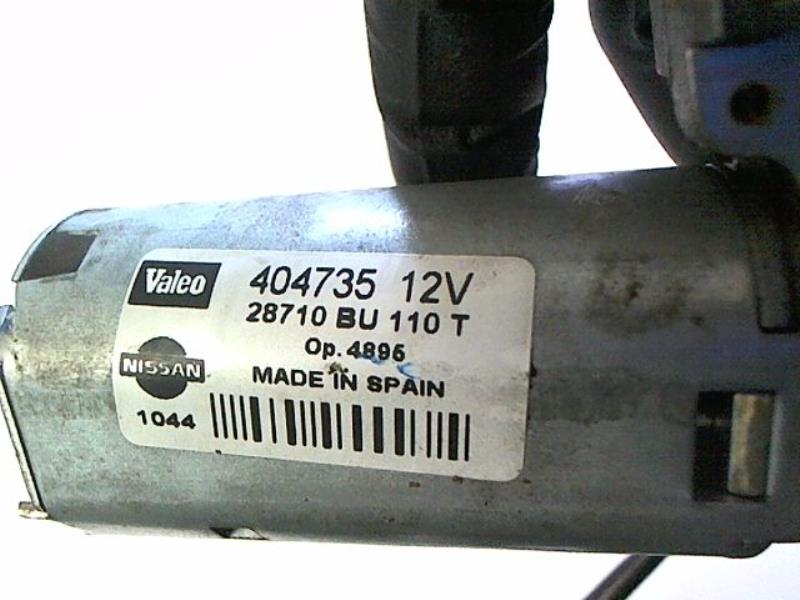 Valeo 404735 12V
28710 BU 110 T
Op. 4895
NISSAN MADE IN SPAIN
1044